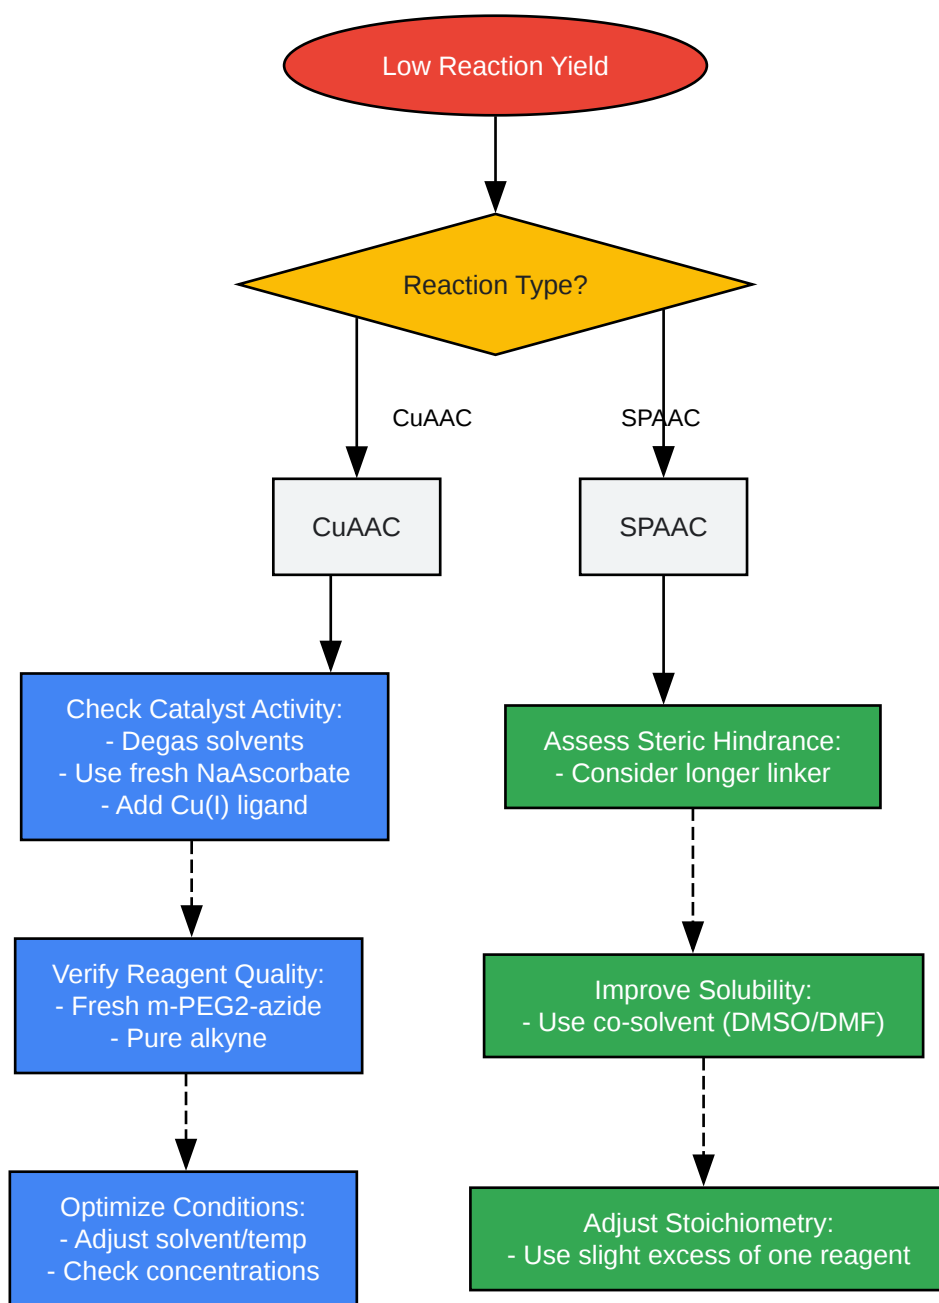 Low Reaction Yield
Reaction Type?
CuAAC
SPAAC
CuAAC
SPAAC
Check Catalyst Activity:
- Degas solvents
- Use fresh NaAscorbate
- Add Cu(I) ligand
Assess Steric Hindrance:
- Consider longer linker
Verify Reagent Quality:
- Fresh m-PEG2-azide
- Pure alkyne
Improve Solubility:
- Use co-solvent (DMSO/DMF)
Optimize Conditions:
- Adjust solvent/temp
- Check concentrations
Adjust Stoichiometry:
- Use slight excess of one reagent